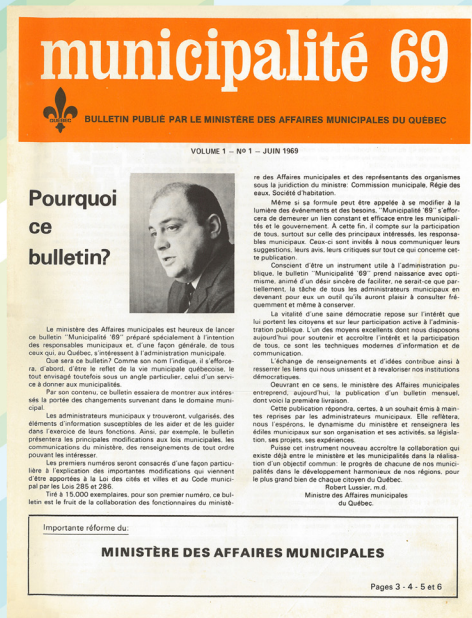 municipalité 69
QUÉBEC
BULLETIN PUBLIÉ PAR LE MINISTÈRE DES AFFAIRES MUNICIPALES DU QUÉBEC
VOLUME 1 – Nº 1 – JUIN 1969
Pourquoi
ce
bulletin?
Le ministère des Affaires municipales est heureux de lancer
ce bulletin "Municipalité '69" préparé spécialement à l'intention
des responsables municipaux et, d'une façon générale, de tous
ceux qui, au Québec, s'intéressent à l'administration municipale.
Que sera ce bulletin? Comme son nom l'indique, il s'efforce-
ra, d'abord, d'être le reflet de la vie municipale québecoise, le
tout envisagé toutefois sous un angle particulier, celui d'un servi-
ce à donner aux municipalités.
Par son contenu, ce bulletin essaiera de montrer aux intéres-
sés la portée des changements survenant dans le domaine muni-
cipal.
Les administrateurs municipaux y trouveront, vulgarisés, des
éléments d'information susceptibles de les aider et de les guider
dans l'exercice de leurs fonctions. Ainsi, par exemple, le bulletin
présentera les principales modifications aux lois municipales, les
communications du ministère, des renseignements de tout ordre
pouvant les intéresser.
Les premiers numéros seront consacrés d'une façon particu-
lière à l'explication des importantes modifications qui viennent
d'être apportées à la Loi des cités et villes et au Code munici-
pal par les Lois 285 et 286.
Tiré à 15.000 exemplaires, pour son premier numéro, ce bul-
letin est le fruit de la collaboration des fonctionnaires du ministè-
re des Affaires municipales et des représentants des organismes
sous la juridiction du ministre: Commission municipale, Régie des
eaux, Société d'habitation.
Même si sa formule peut être appelée à se modifier à la
lumière des événements et des besoins, "Municipalité '69" s'effor-
cera de demeurer un lien constant et efficace entre les municipali-
tés et le gouvernement. À cette fin, il compte sur la participation
de tous, surtout sur celle des principaux intéressés, les responsa-
bles municipaux. Ceux-ci sont invités à nous communiquer leurs
suggestions, leurs avis, leurs critiques sur tout ce qui concerne cet-
te publication.
Conscient d'être un instrument utile à l'administration pu-
blique, le bulletin "Municipalité '69" prend naissance avec opti-
misme, animé d'un désir sincère de faciliter, ne serait-ce que par-
tiellement, la tâche de tous les administrateurs municipaux en
devenant pour eux un outil qu'ils auront plaisir à consulter fré-
quemment et même à conserver.
La vitalité d'une saine démocratie repose sur l'intérêt que
lui portent les citoyens et sur leur participation active à l'adminis-
tration publique. L'un des moyens excellents dont nous disposons
aujourd'hui pour soutenir et accroître l'intérêt et la participation
de tous, ce sont les techniques modernes d'information et de
communication.
L'échange de renseignements et d'idées contribue ainsi à
resserrer les liens qui nous unissent et à revaloriser nos institutions
démocratiques.
Oeuvrant en ce sens, le ministère des Affaires municipales
entreprend, aujourd'hui, la publication d'un bulletin mensuel,
dont voici la première livraison.
Cette publication répondra, certes, à un souhait émis à main-
tes reprises par les administrateurs municipaux. Elle reflètera,
nous l'espérons, le dynamisme du ministère et renseignera les
édiles municipaux sur son organisation et ses activités, sa législa-
tion, ses projets, ses expériences.
Puisse cet instrument nouveau accroître la collaboration qui
existe déjà entre le ministère et les municipalités dans la réalisa-
tion d'un objectif commun: le progrès de chacune de nos munici-
palités dans le développement harmonieux de nos régions, pour
le plus grand bien de chaque citoyen du Québec.
Robert Lussier, m.d.
Ministre des Affaires municipales
du Québec.
Importante réforme du:
MINISTÈRE DES AFFAIRES MUNICIPALES
Pages 3 - 4 - 5 et 6